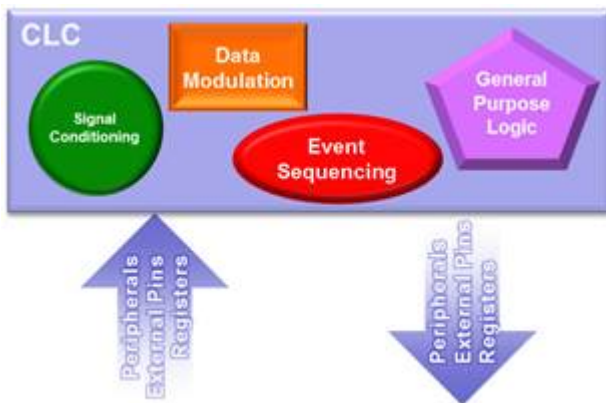 CLC
Signal
Conditioning
Data
Modulation
Event
Sequencing
General
Purpose
Logic
Peripherals
External Pins
Registers
Peripherals
External Pins
Registers